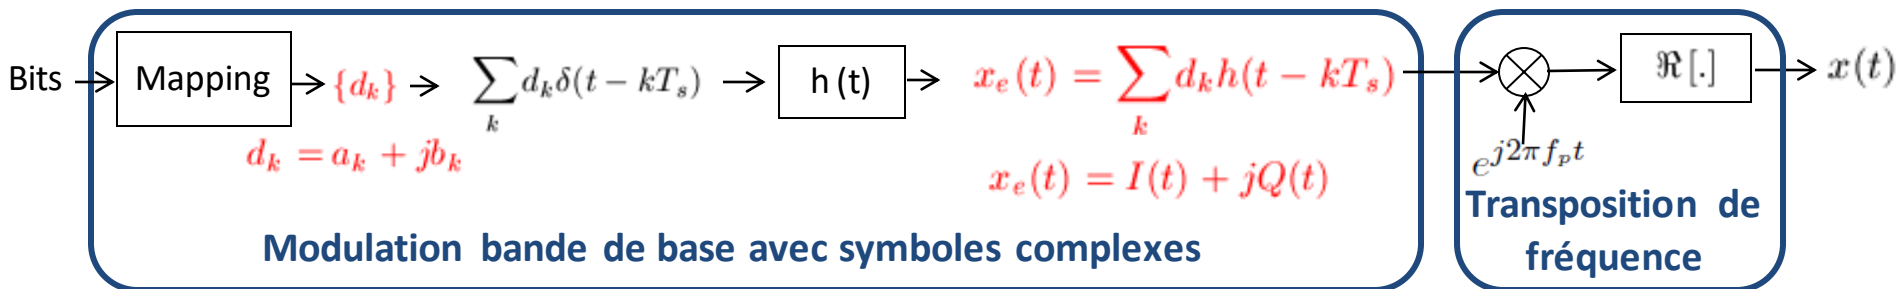 Bits → Mapping → {d_k} → ∑_k d_k δ(t − kT_s) → h (t) → x_e(t) = ∑_k d_k h(t − kT_s) → ⊗ → ℜ [.] → x(t)
d_k = a_k + jb_k
x_e(t) = I(t) + jQ(t)
e^{j2πf_p t}
Modulation bande de base avec symboles complexes
Transposition de
fréquence